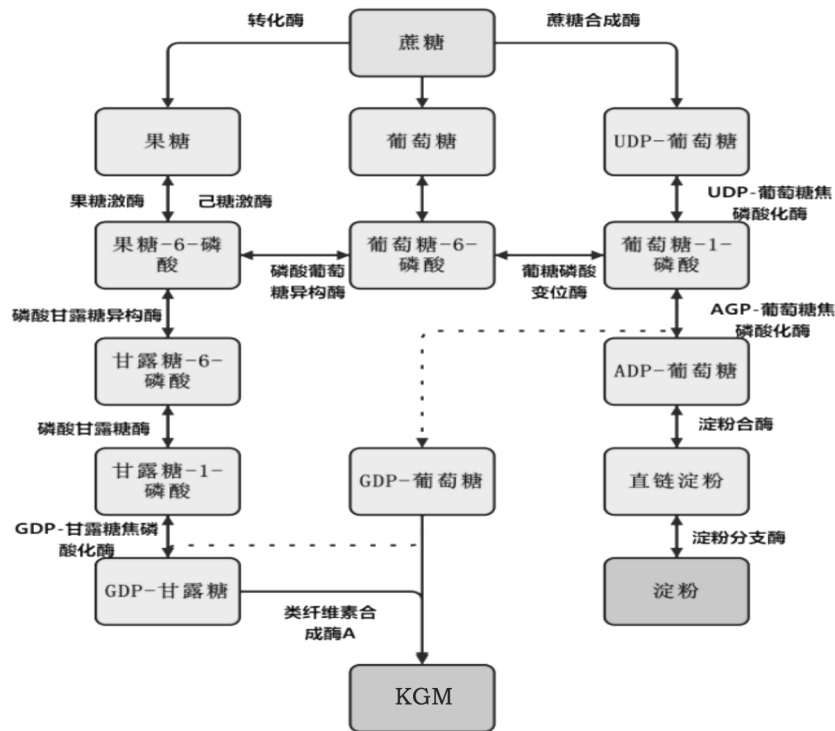 转化酶
蔗糖
蔗糖合成酶
果糖
葡萄糖
UDP-葡萄糖
果糖激酶
己糖激酶
UDP-葡萄糖焦
磷酸化酶
果糖-6-磷
酸
磷酸葡萄
糖异构酶
葡萄糖-6-
磷酸
葡糖磷酸
变位酶
葡萄糖-1-
磷酸
磷酸甘露糖异构酶
AGP-葡萄糖焦
磷酸化酶
甘露糖-6-
磷酸
ADP-葡萄糖
磷酸甘露糖酶
淀粉合酶
甘露糖-1-
磷酸
GDP-葡萄糖
直链淀粉
GDP-甘露糖焦磷
酸化酶
淀粉分支酶
GDP-甘露糖
类纤维素合
成酶A
淀粉
KGM